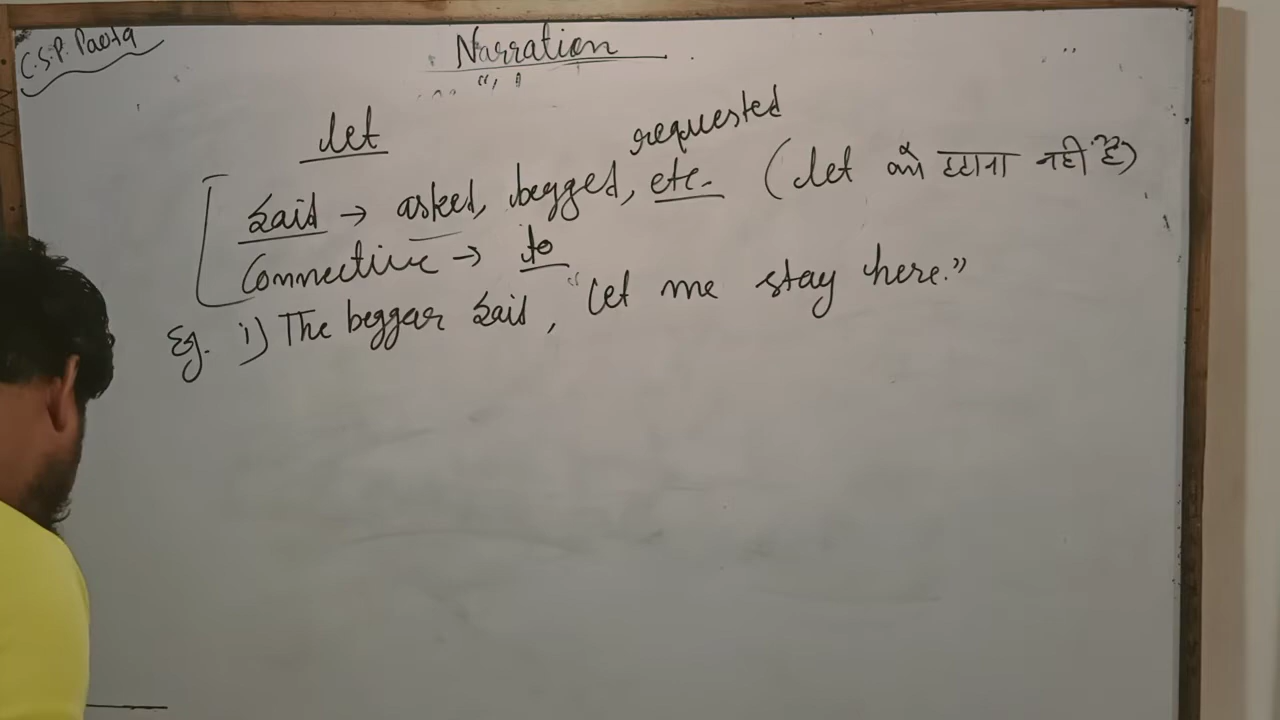 C.S.P. Paota
Narration
" , "
let
requested
said → asked, begged, etc. (let को हटाना नही है)
Connective → to
Eg. i) The beggar said, "Let me stay here."